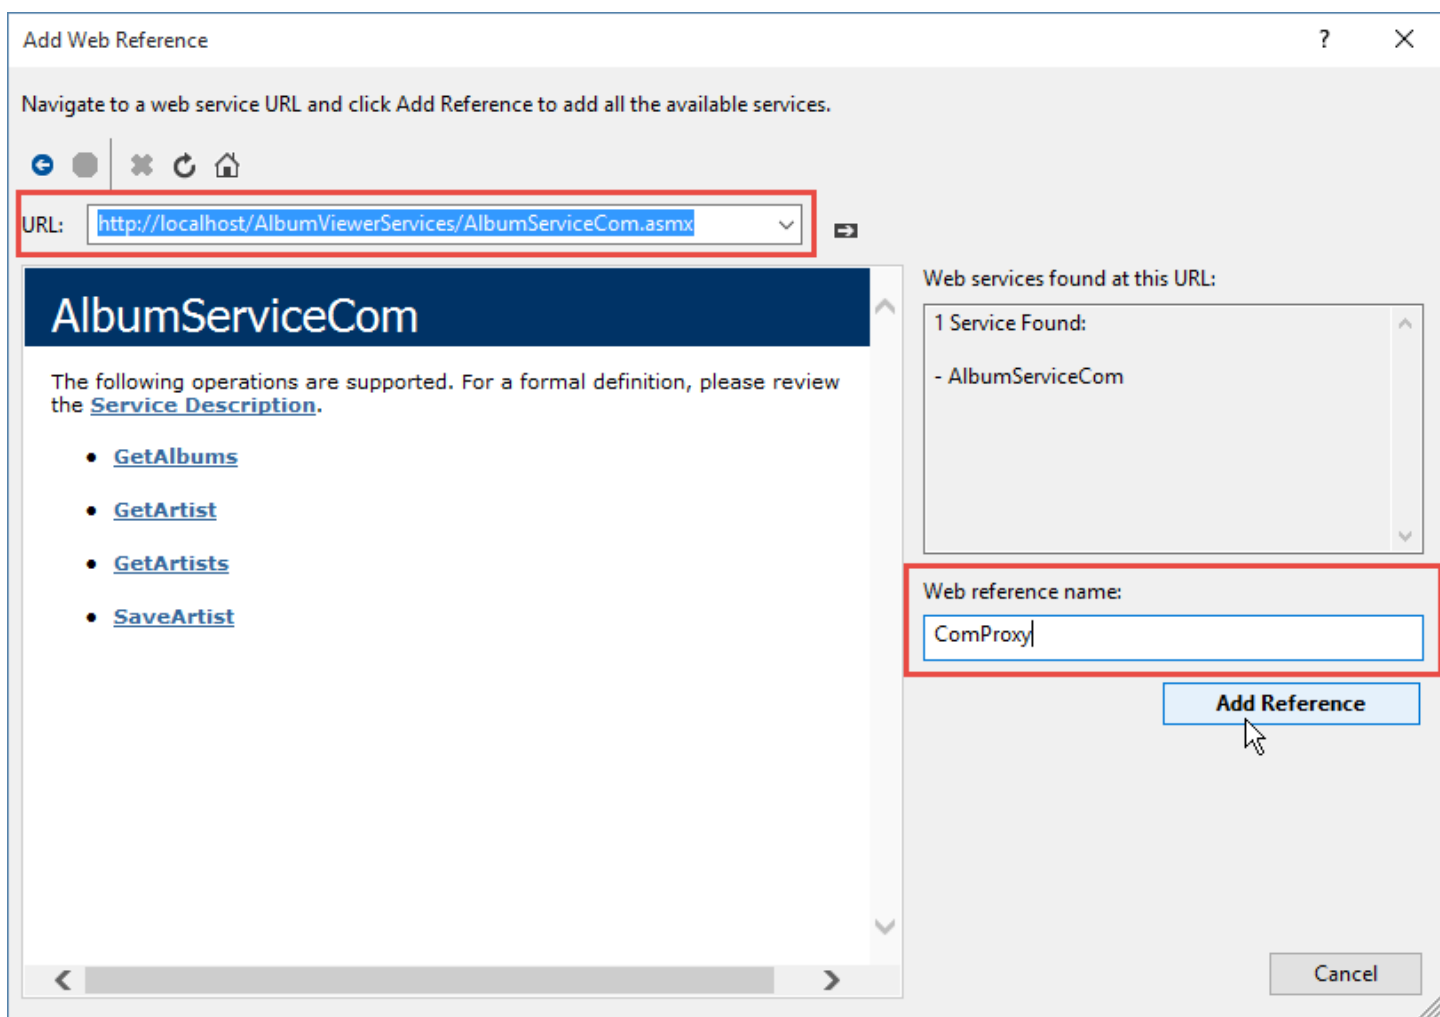 Add Web Reference
?
Navigate to a web service URL and click Add Reference to add all the available services.
URL: http://localhost/AlbumViewerServices/AlbumServiceCom.asmx
AlbumServiceCom
The following operations are supported. For a formal definition, please review
the Service Description.
• GetAlbums
• GetArtist
• GetArtists
• SaveArtist
Web services found at this URL:
1 Service Found:
- AlbumServiceCom
Web reference name:
ComProxy
Add Reference
Cancel